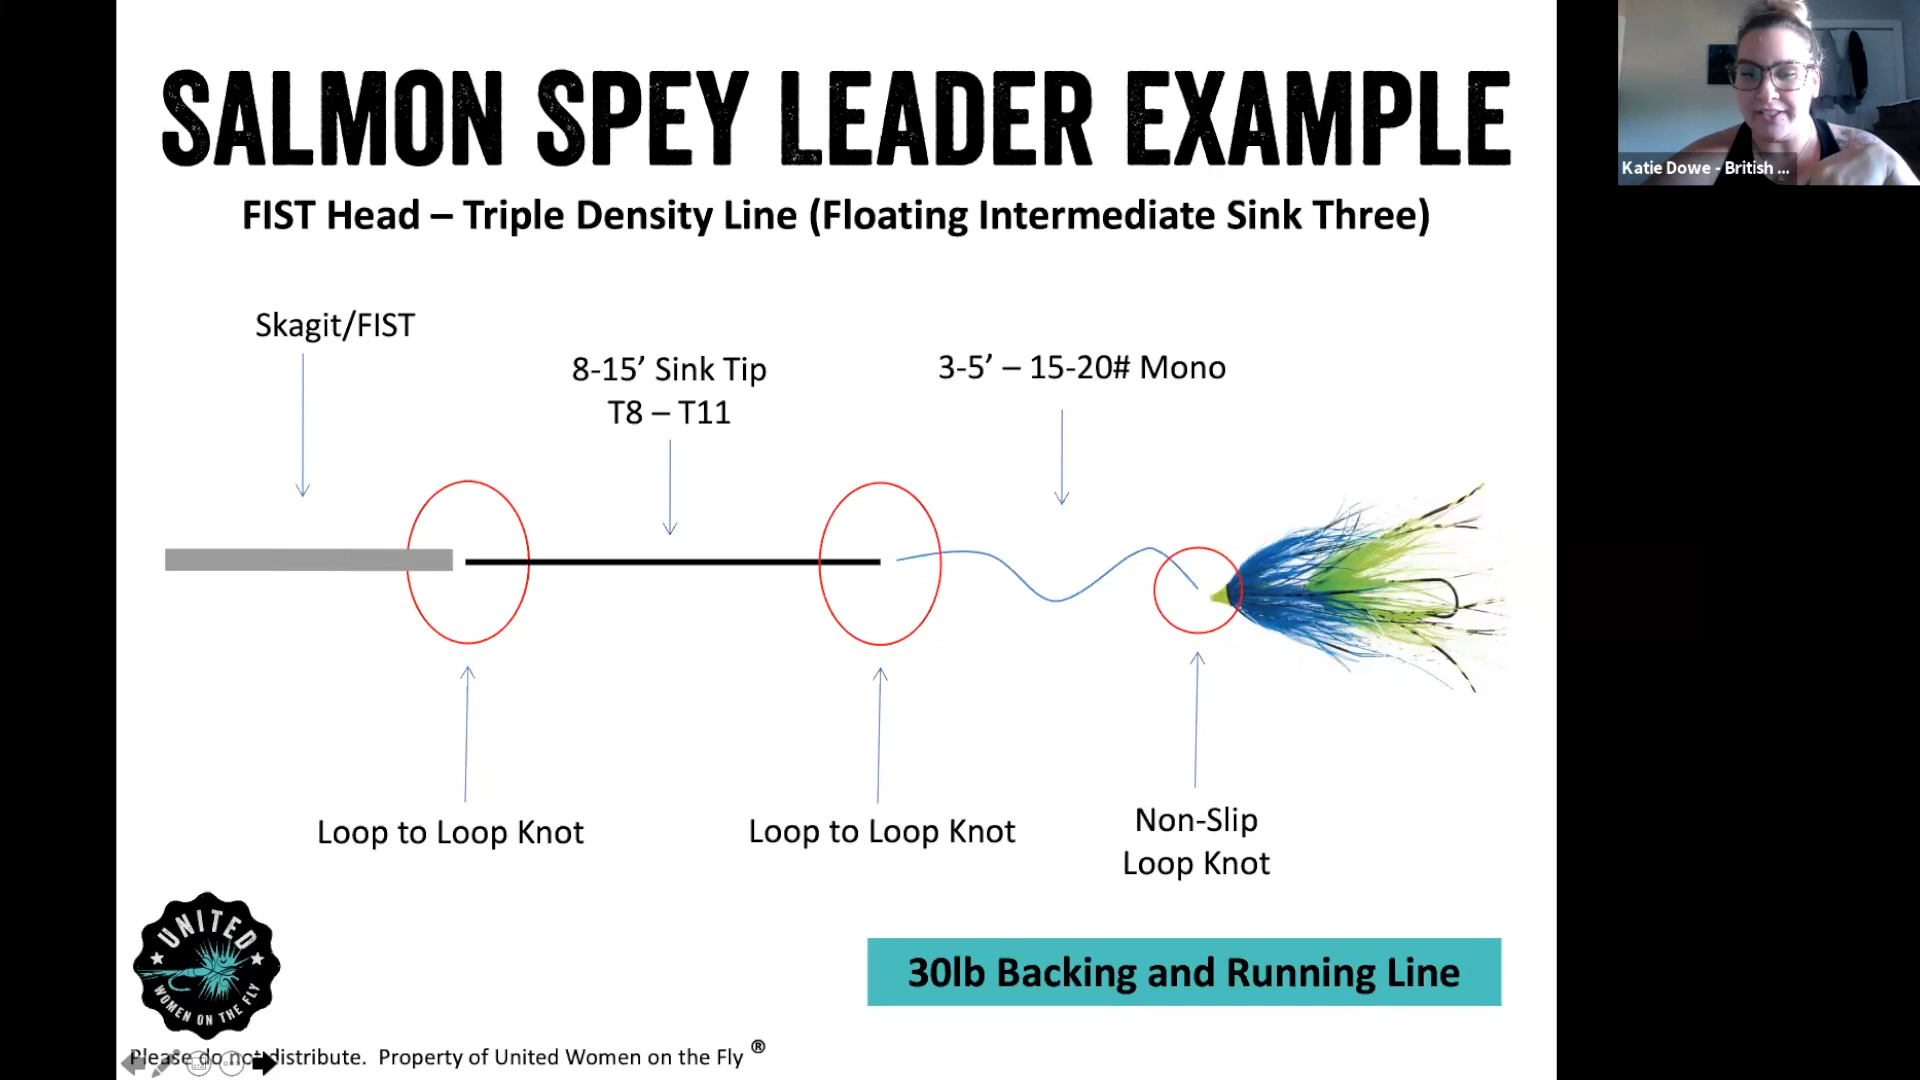 SALMON SPEY LEADER EXAMPLE
FIST Head – Triple Density Line (Floating Intermediate Sink Three)
Katie Dowe - British ...
Skagit/FIST
8-15’ Sink Tip
T8 – T11
3-5’ – 15-20# Mono
Loop to Loop Knot
Loop to Loop Knot
Non-Slip
Loop Knot
UNITED
WOMEN ON THE FLY
30lb Backing and Running Line
Please do not distribute. Property of United Women on the Fly ®